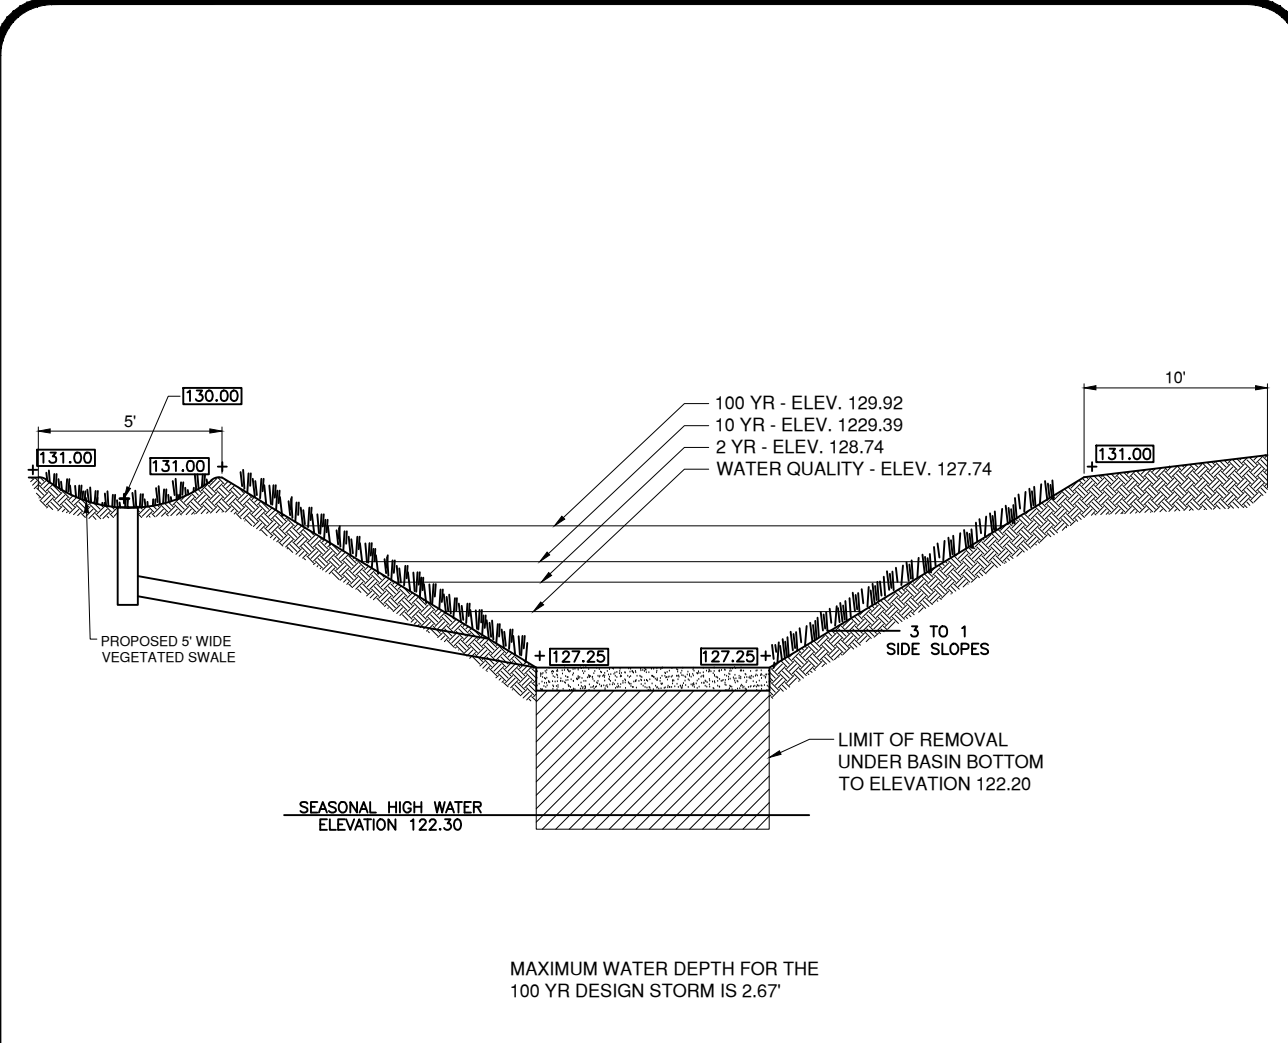 130.00
5'
131.00
131.00
100 YR - ELEV. 129.92
10 YR - ELEV. 1229.39
2 YR - ELEV. 128.74
WATER QUALITY - ELEV. 127.74
10'
131.00
PROPOSED 5' WIDE
VEGETATED SWALE
127.25
127.25
3 TO 1
SIDE SLOPES
LIMIT OF REMOVAL
UNDER BASIN BOTTOM
TO ELEVATION 122.20
SEASONAL HIGH WATER
ELEVATION 122.30
MAXIMUM WATER DEPTH FOR THE
100 YR DESIGN STORM IS 2.67'